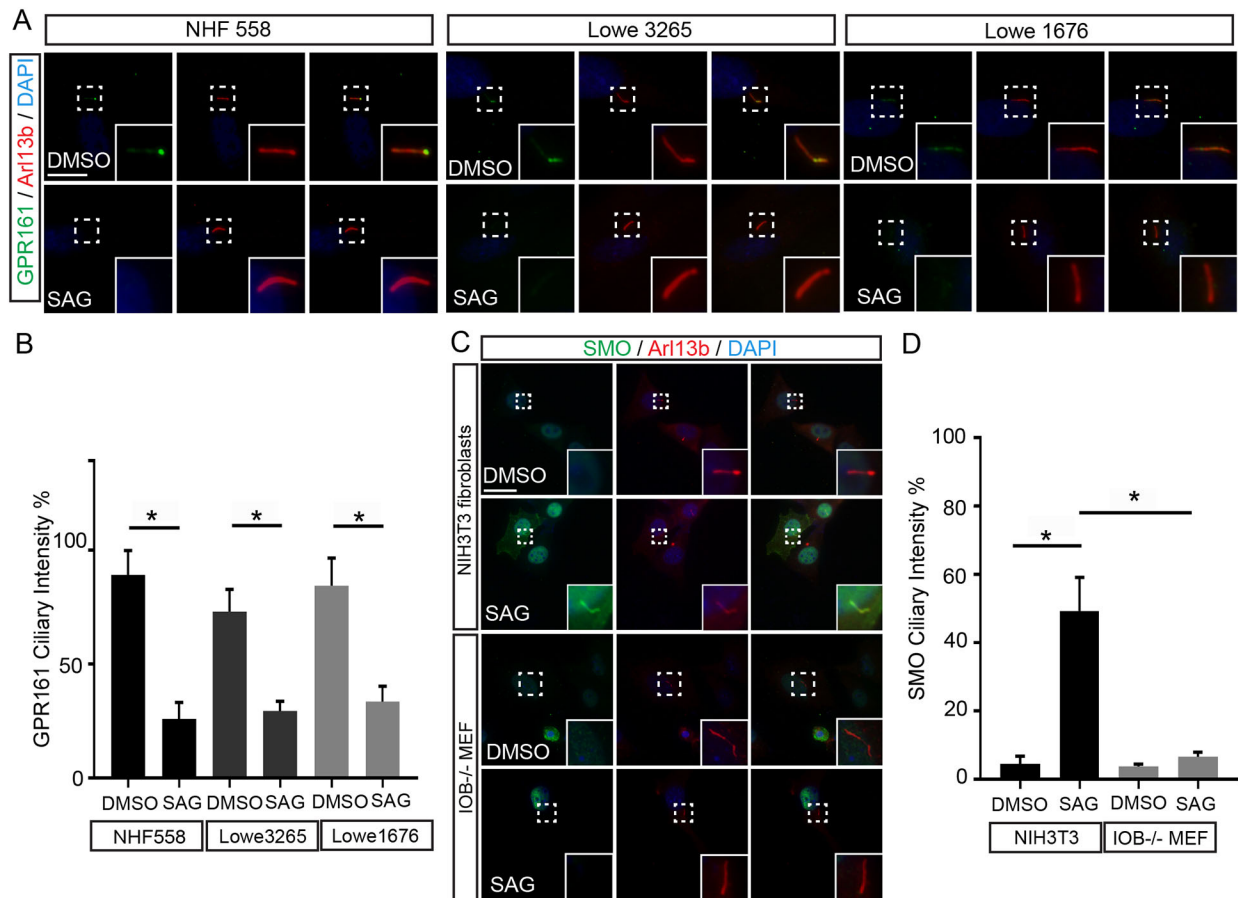 A
NHF 558
Lowe 3265
Lowe 1676
GPR161 / Arl13b / DAPI
DMSO
DMSO
DMSO
SAG
SAG
SAG
B
GPR161 Ciliary Intensity %
100
50
0
*
*
*
DMSO SAG DMSO SAG DMSO SAG
NHF558 Lowe3265 Lowe1676
C
SMO / Arl13b / DAPI
NIH3T3 fibroblasts
DMSO
SAG
IOB-/- MEF
DMSO
SAG
D
SMO Ciliary Intensity %
100
80
60
40
20
0
*
*
DMSO SAG DMSO SAG
NIH3T3 IOB-/- MEF